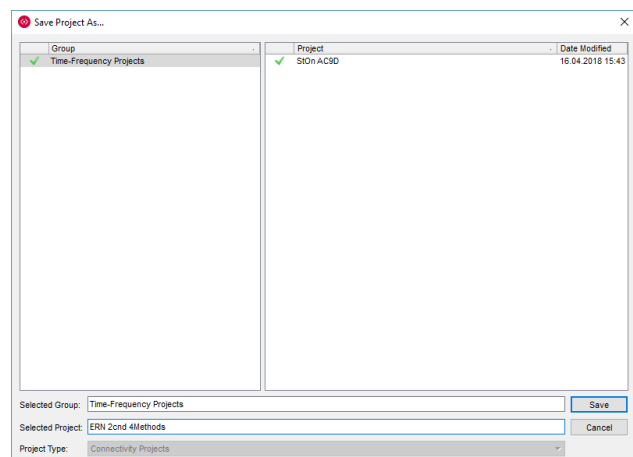 Save Project As...
Group Project Date Modified
Time-Frequency Projects StOn AC9D 16.04.2018 15:43
Selected Group: Time-Frequency Projects Save
Selected Project: ERN 2cnd 4Methods Cancel
Project Type: Connectivity Projects